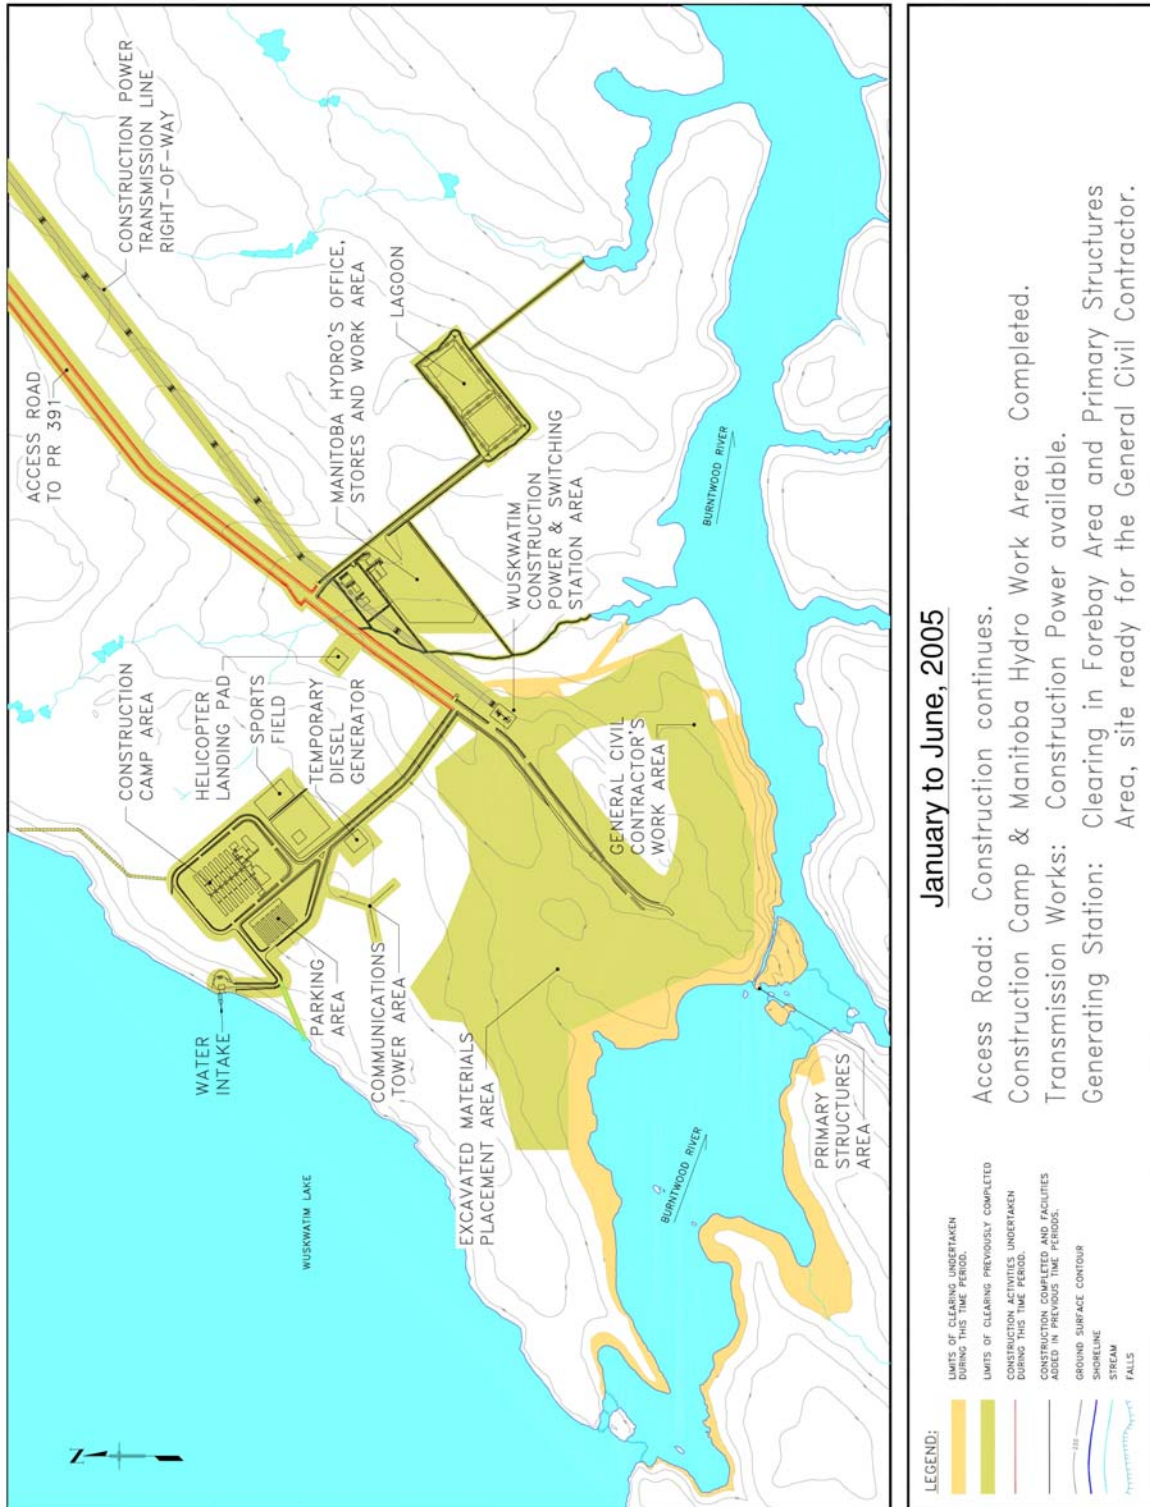 WUSKWATIM LAKE
WATER
INTAKE
PARKING
AREA
COMMUNICATIONS
TOWER AREA
EXCAVATED MATERIALS
PLACEMENT AREA
BURNTWOOD RIVER
PRIMARY
STRUCTURES
AREA
CONSTRUCTION
CAMP AREA
HELICOPTER
LANDING PAD
SPORTS
FIELD
TEMPORARY
DIESEL
GENERATOR
GENERAL CIVIL
CONTRACTOR'S
WORK AREA
ACCESS ROAD
TO PR 391
CONSTRUCTION POWER
TRANSMISSION LINE
RIGHT-OF-WAY
MANITOBA HYDRO'S OFFICE,
STORES AND WORK AREA
LAGOON
WUSKWATIM
CONSTRUCTION
POWER & SWITCHING
STATION AREA
BURNTWOOD RIVER
N
LEGEND:
LIMITS OF CLEARING UNDERTAKEN
DURING THIS TIME PERIOD.
LIMITS OF CLEARING PREVIOUSLY COMPLETED
CONSTRUCTION ACTIVITIES UNDERTAKEN
DURING THIS TIME PERIOD.
CONSTRUCTION COMPLETED AND FACILITIES
ADDED IN PREVIOUS TIME PERIODS.
GROUND SURFACE CONTOUR
SHORELINE
STREAM
FALLS
January to June, 2005
Access Road: Construction continues.
Construction Camp & Manitoba Hydro Work Area: Completed.
Transmission Works: Construction Power available.
Generating Station: Clearing in Forebay Area and Primary Structures
Area, site ready for the General Civil Contractor.